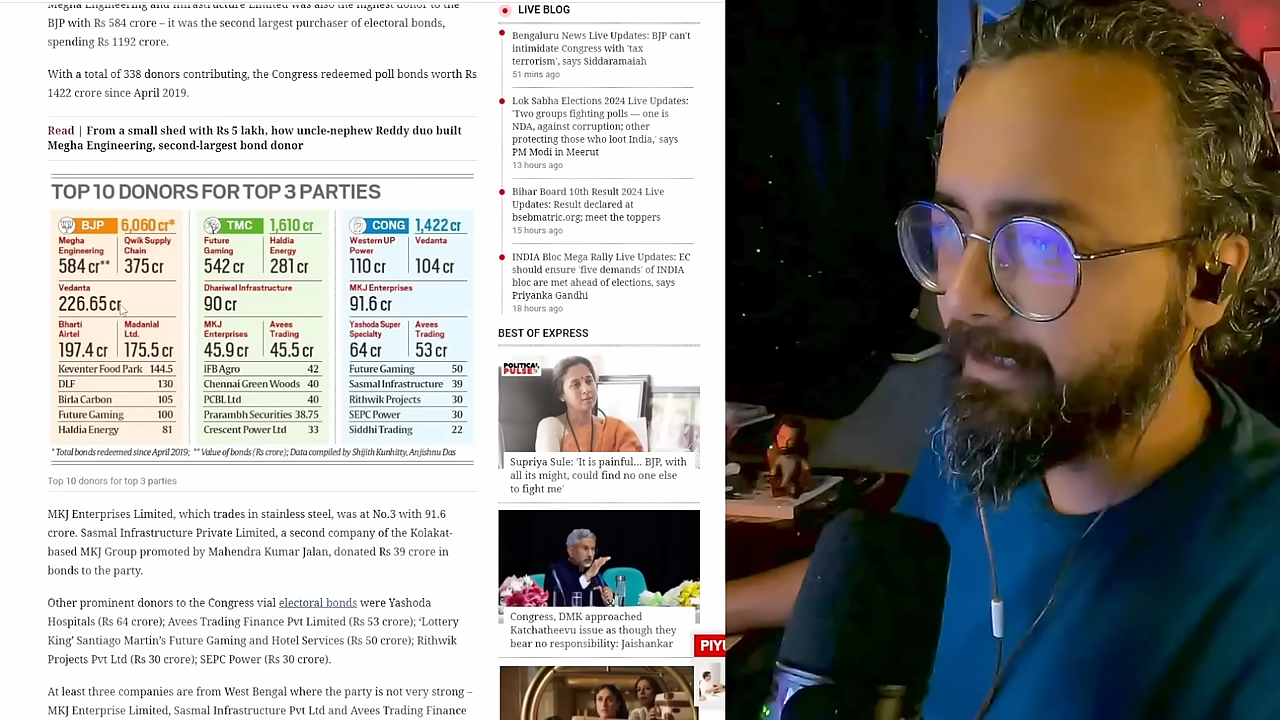 Megha Engineering and Infrastructure Limited was also the highest donor to the
BJP with Rs 584 crore – it was the second largest purchaser of electoral bonds,
spending Rs 1192 crore.
With a total of 338 donors contributing, the Congress redeemed poll bonds worth Rs
1422 crore since April 2019.
Read | From a small shed with Rs 5 lakh, how uncle-nephew Reddy duo built
Megha Engineering, second-largest bond donor
TOP 10 DONORS FOR TOP 3 PARTIES
BJP 6,060 cr*
Megha Engineering 584 cr**
Qwik Supply Chain 375 cr
Vedanta
226.65 cr
Bharti Airtel 197.4 cr
Madanlal Ltd. 175.5 cr
Keventer Food Park 144.5
DLF 130
Birla Carbon 105
Future Gaming 100
Haldia Energy 81
TMC 1,610 cr
Future Gaming 542 cr
Haldia Energy 281 cr
Dhariwal Infrastructure
90 cr
MKJ Enterprises 45.9 cr
Avees Trading 45.5 cr
IFB Agro 42
Chennai Green Woods 40
PCBL Ltd 40
Prarambh Securities 38.75
Crescent Power Ltd 33
CONG 1,422 cr
Western UP Power 110 cr
Vedanta 104 cr
MKJ Enterprises
91.6 cr
Yashoda Super Specialty 64 cr
Avees Trading 53 cr
Future Gaming 50
Sasmal Infrastructure 39
Rithwik Projects 30
SEPC Power 30
Siddhi Trading 22
* Total bonds redeemed since April 2019; ** Value of bonds (Rs crore); Data compiled by Shijith Kunhitty, Anjishnu Das
Top 10 donors for top 3 parties
MKJ Enterprises Limited, which trades in stainless steel, was at No.3 with 91.6
crore. Sasmal Infrastructure Private Limited, a second company of the Kolakat-
based MKJ Group promoted by Mahendra Kumar Jalan, donated Rs 39 crore in
bonds to the party.
Other prominent donors to the Congress vial electoral bonds were Yashoda
Hospitals (Rs 64 crore); Avees Trading Finance Pvt Limited (Rs 53 crore); ‘Lottery
King’ Santiago Martin’s Future Gaming and Hotel Services (Rs 50 crore); Rithwik
Projects Pvt Ltd (Rs 30 crore); SEPC Power (Rs 30 crore).
At least three companies are from West Bengal where the party is not very strong –
MKJ Enterprise Limited, Sasmal Infrastructure Pvt Ltd and Avees Trading Finance
LIVE BLOG
Bengaluru News Live Updates: BJP can't
intimidate Congress with 'tax
terrorism', says Siddaramaiah
51 mins ago
Lok Sabha Elections 2024 Live Updates:
'Two groups fighting polls — one is
NDA, against corruption; other
protecting those who loot India,' says
PM Modi in Meerut
13 hours ago
Bihar Board 10th Result 2024 Live
Updates: Result declared at
bsebmatric.org; meet the toppers
15 hours ago
INDIA Bloc Mega Rally Live Updates: EC
should ensure 'five demands' of INDIA
bloc are met ahead of elections, says
Priyanka Gandhi
18 hours ago
BEST OF EXPRESS
POLITICAL
PULSE
Supriya Sule: 'It is painful... BJP, with
all its might, could find no one else
to fight me'
Congress, DMK approached
Katchatheevu issue as though they
bear no responsibility: Jaishankar
PIYU